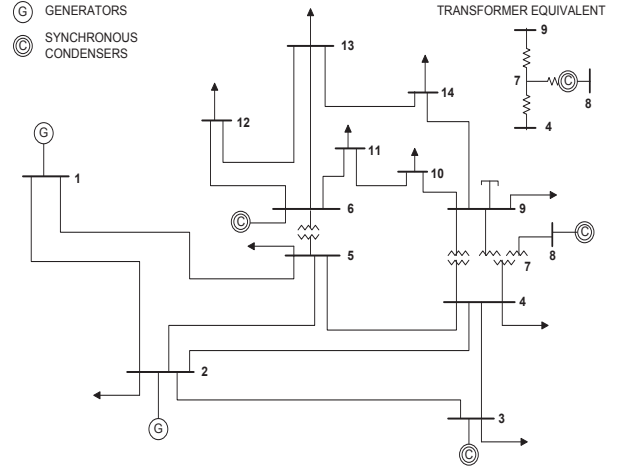 G GENERATORS
C SYNCHRONOUS
CONDENSERS
TRANSFORMER EQUIVALENT
9
7
C
8
4
13
14
12
11
10
G
1
C
6
9
C
8
7
5
4
2
G
3
C